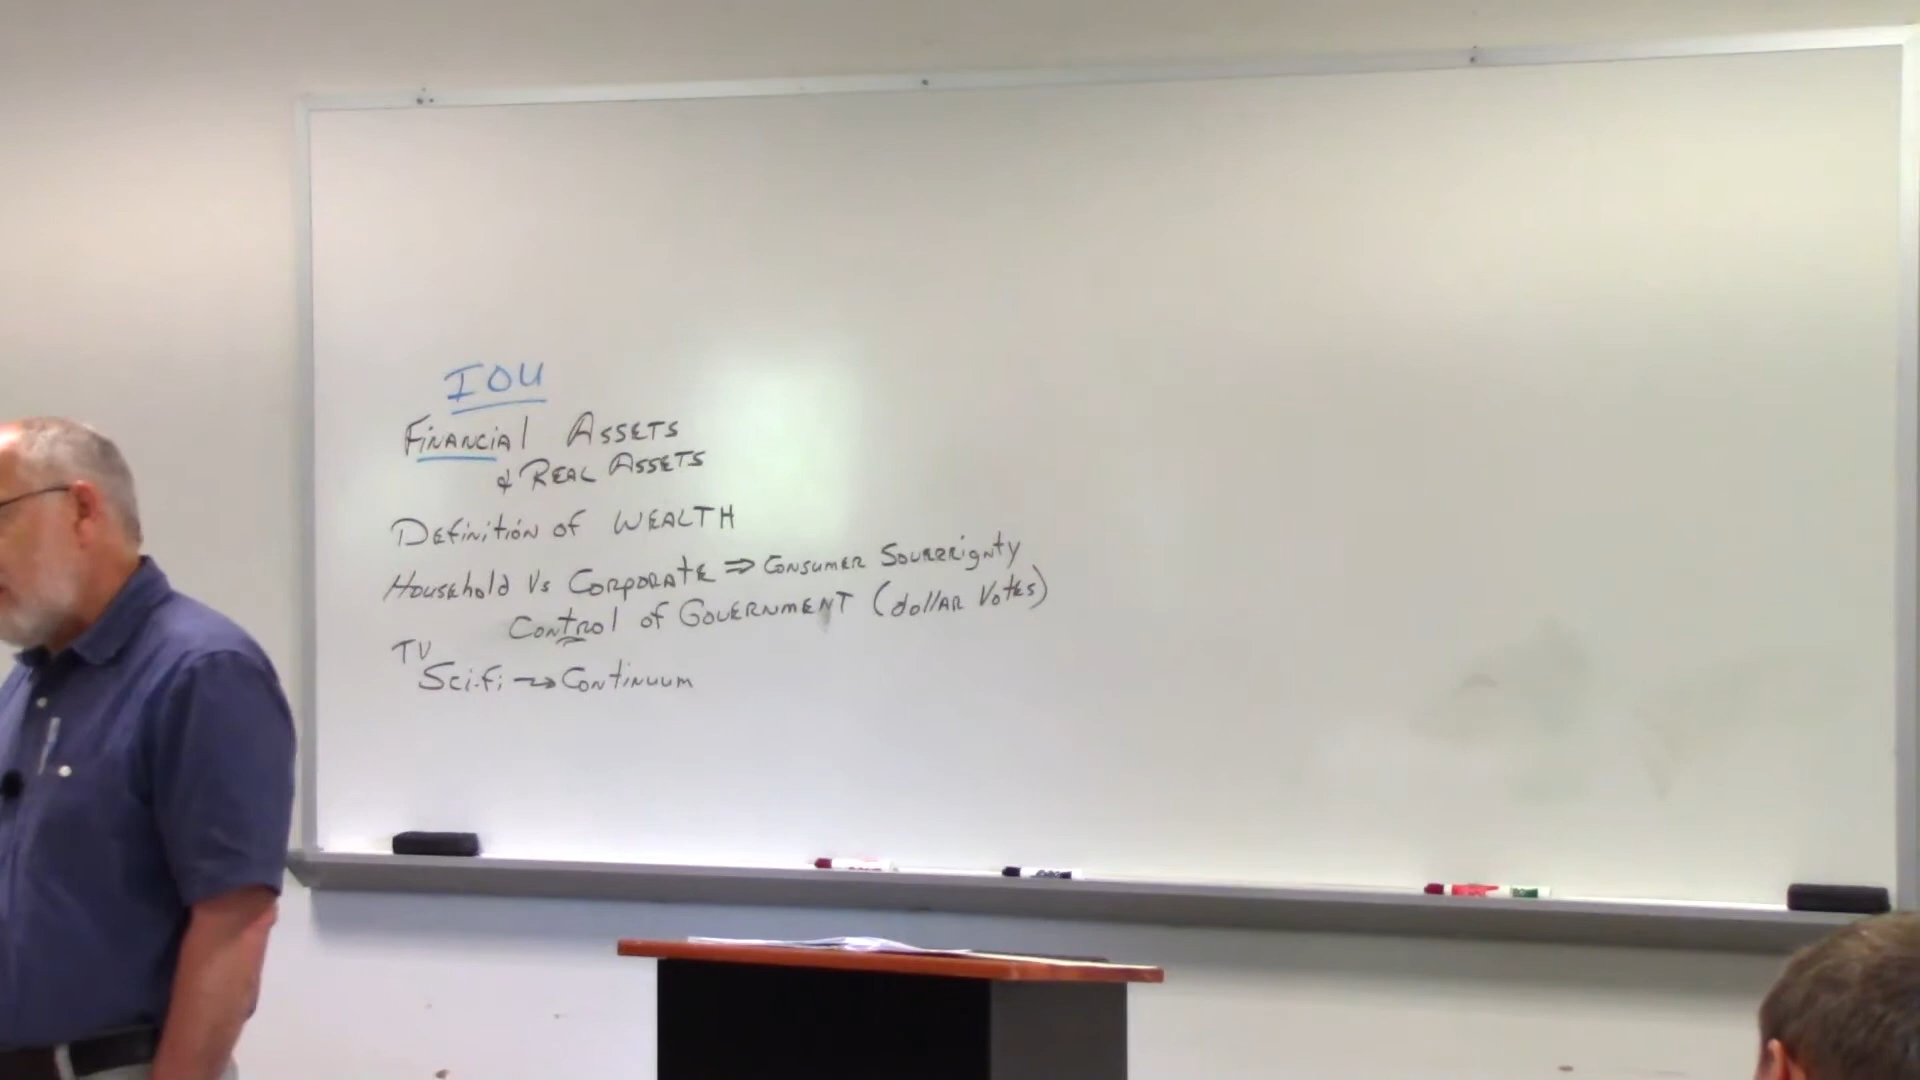 IOU
Financial Assets
& Real Assets
Definition of WEALTH
Household Vs Corporate ⇒ Consumer Soverignty
Control of Government (dollar Votes)
TV
Sci-Fi → Continuum